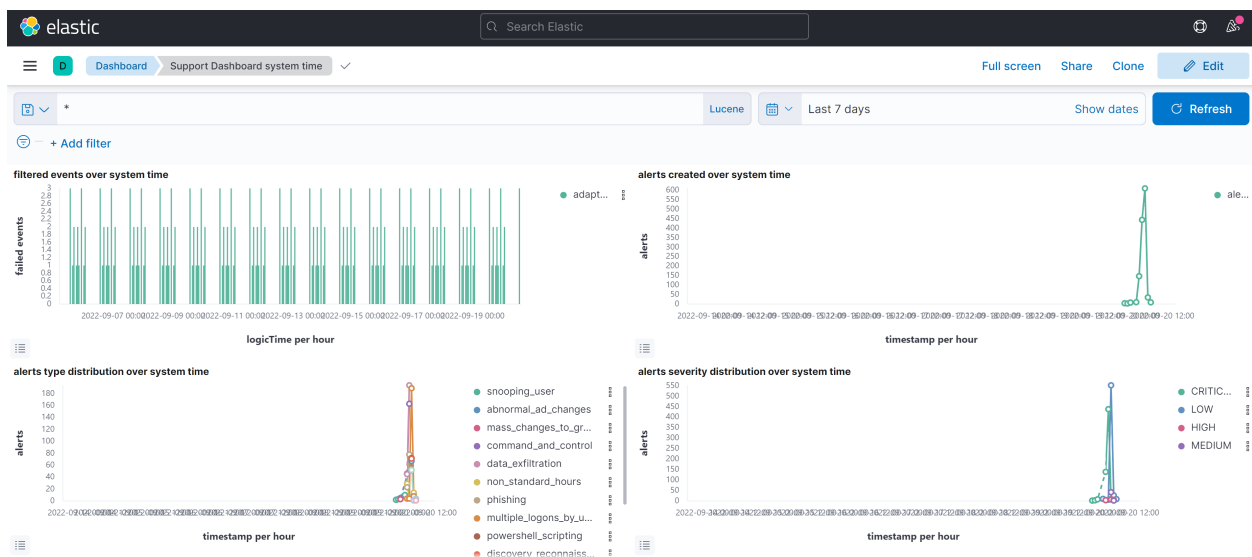 elastic
Search Elastic
D
Dashboard
Support Dashboard system time
Full screen
Share
Clone
Edit
*
Lucene
Last 7 days
Show dates
Refresh
+ Add filter
filtered events over system time
failed events
3
2.8
2.6
2.4
2.2
2
1.8
1.6
1.4
1.2
1
0.8
0.6
0.4
0.2
0
2022-09-07 00:00
2022-09-09 00:00
2022-09-11 00:00
2022-09-13 00:00
2022-09-15 00:00
2022-09-17 00:00
2022-09-19 00:00
logicTime per hour
adapt...
alerts created over system time
alerts
600
550
500
450
400
350
300
250
200
150
100
50
0
timestamp per hour
ale...
alerts type distribution over system time
alerts
180
160
140
120
100
80
60
40
20
0
timestamp per hour
snooping_user
abnormal_ad_changes
mass_changes_to_gr...
command_and_control
data_exfiltration
non_standard_hours
phishing
multiple_logons_by_u...
powershell_scripting
discovery_reconnaiss...
alerts severity distribution over system time
alerts
550
500
450
400
350
300
250
200
150
100
50
0
timestamp per hour
CRITIC...
LOW
HIGH
MEDIUM